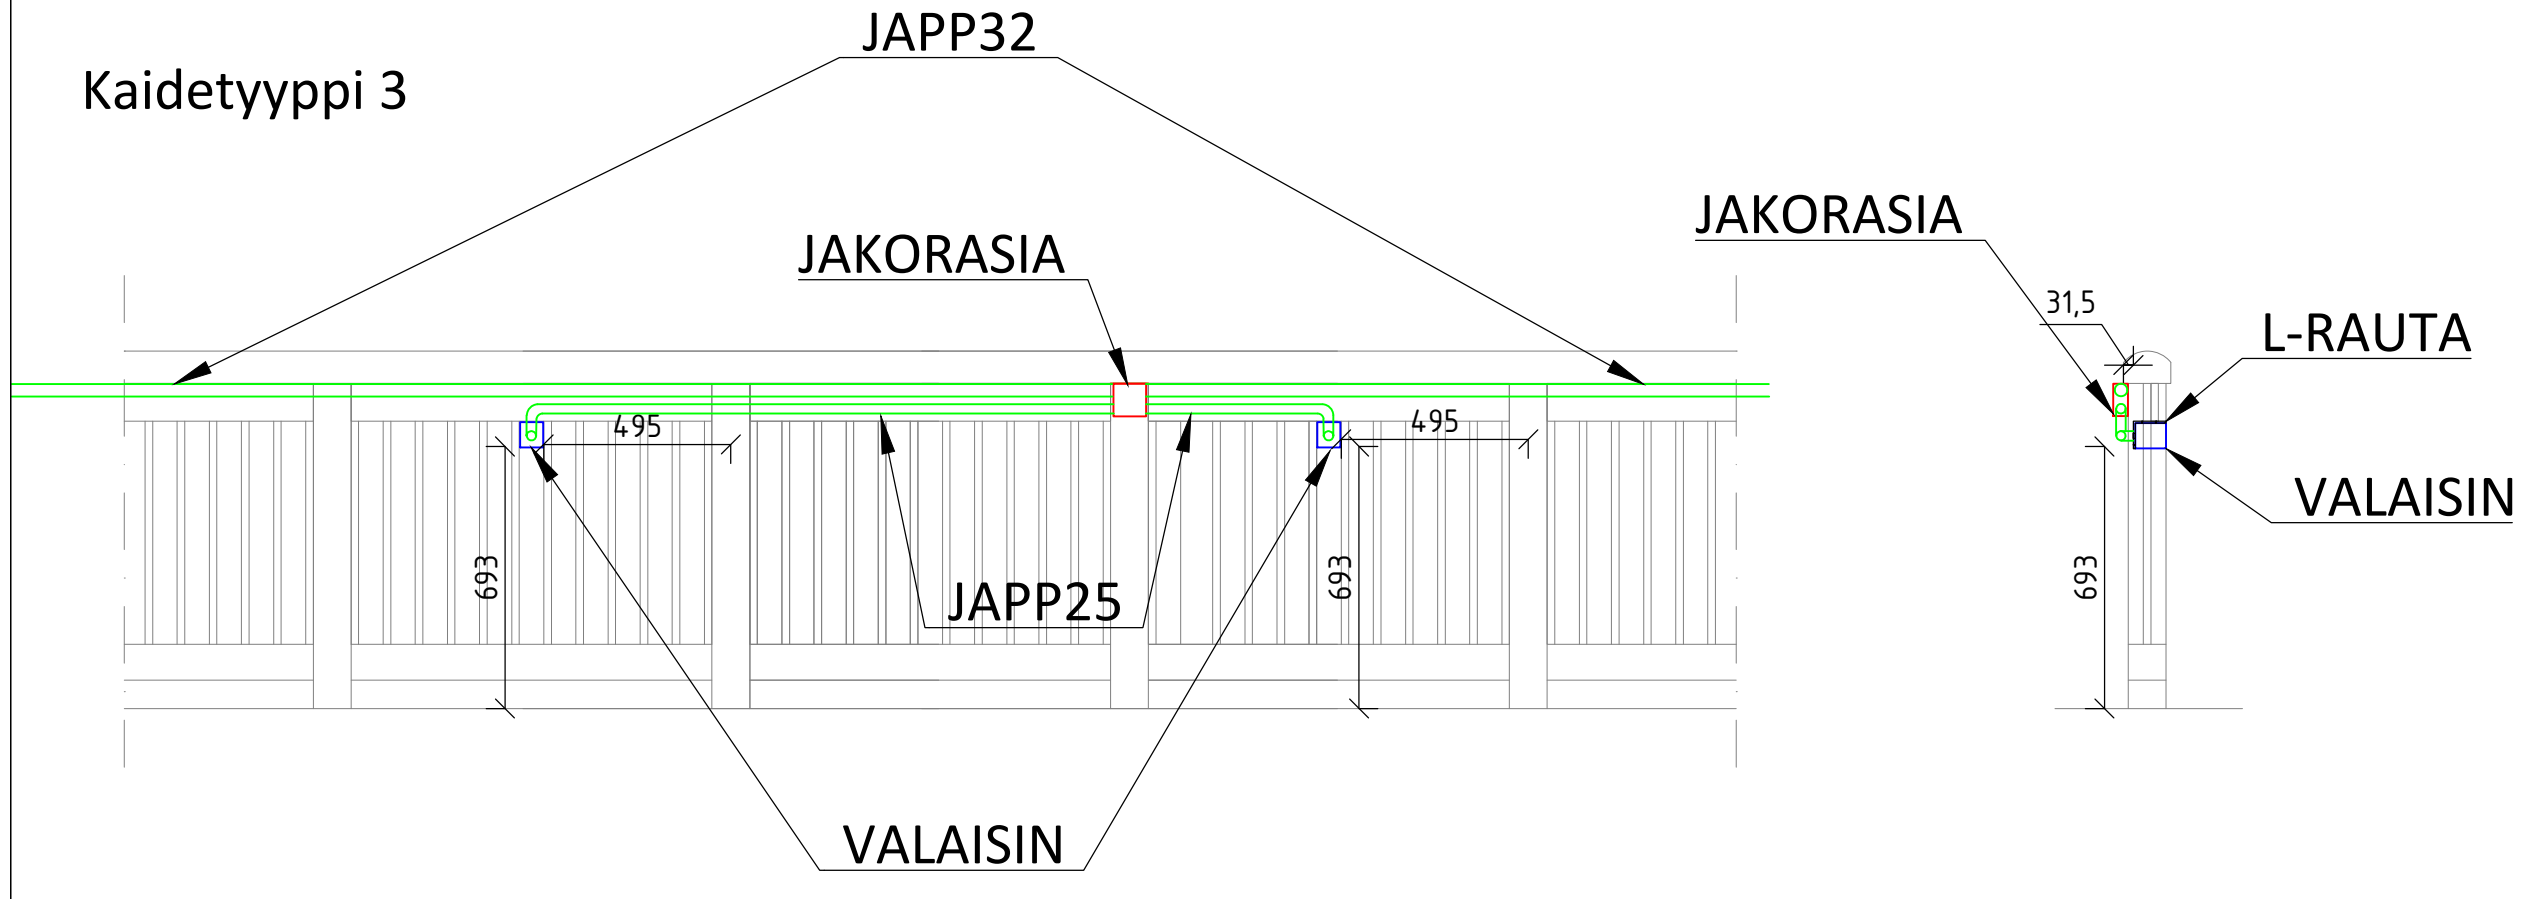 JAPP32
Kaidetyyppi 3
JAKORASIA
JAKORASIA
31,5
L-RAUTA
495
495
VALAISIN
693
693
693
JAPP25
VALAISIN